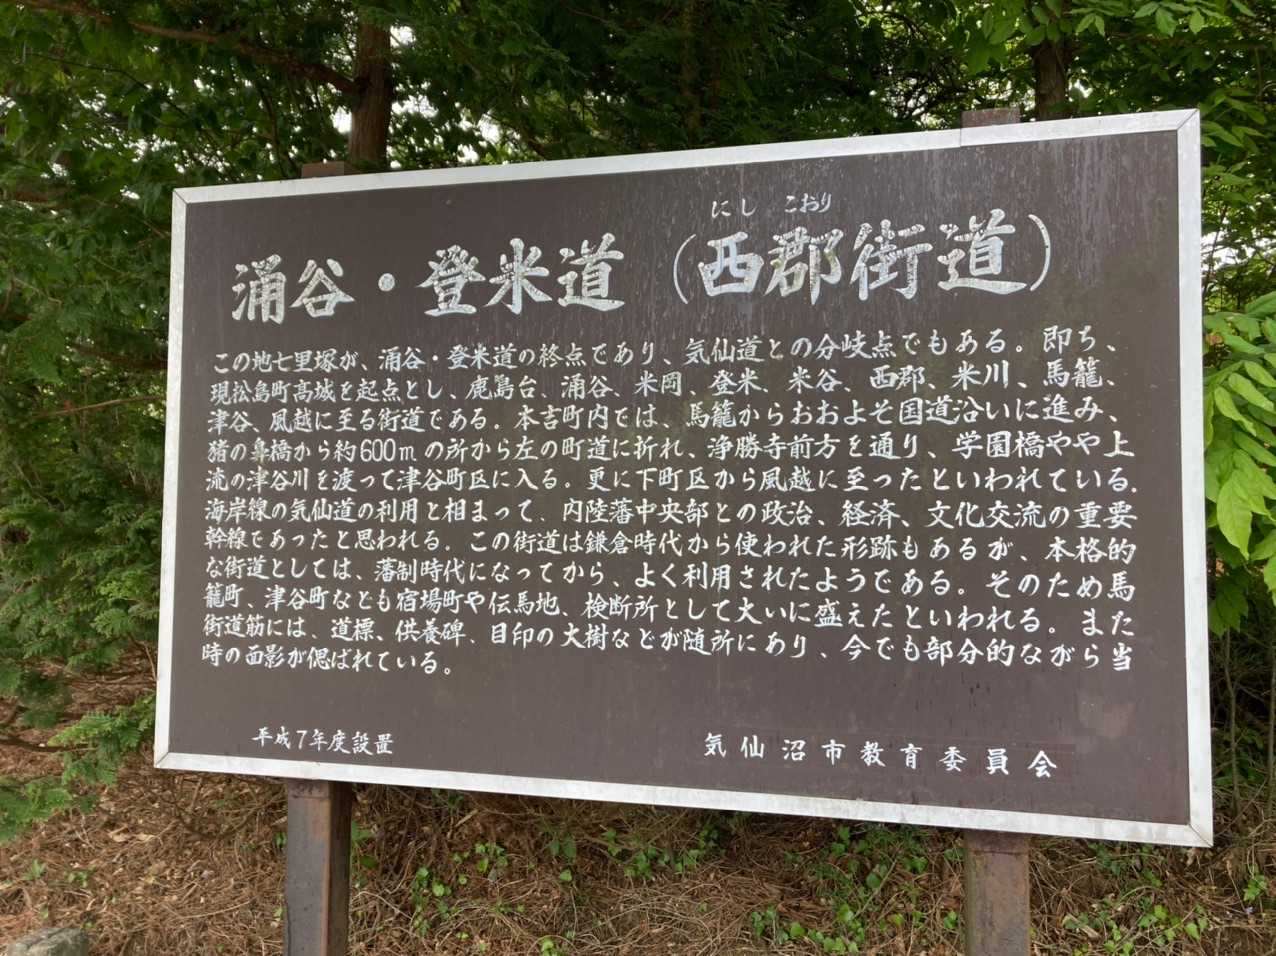 にし こおり
涌谷・登米道（西郡街道）
この地七里塚が、涌谷・登米道の終点であり、気仙道との分岐点でもある。即ち、
現松島町高城を起点とし、鹿島台、涌谷、米岡、登米、米谷、西郡、米川、馬籠、
津谷、風越に至る街道である。本吉町内では、馬籠からおおよそ国道沿いに進み、
猪の鼻橋から約600mの所から左の町道に折れ、浄勝寺前方を通り、学園橋やや上
流の津谷川を渡って津谷町区に入る。更に下町区から風越に至ったといわれている。
海岸線の気仙道の利用と相まって、内陸藩中央部との政治、経済、文化交流の重要
幹線であったと思われる。この街道は鎌倉時代から使われた形跡もあるが、本格的
な街道としては、藩制時代になってから、よく利用されたようである。そのため馬
籠町、津谷町なども宿場町や伝馬地、検断所として大いに盛えたといわれる。また
街道筋には、道標、供養碑、目印の大樹などが随所にあり、今でも部分的ながら当
時の面影が偲ばれている。
平成7年度設置
気仙沼市教育委員会